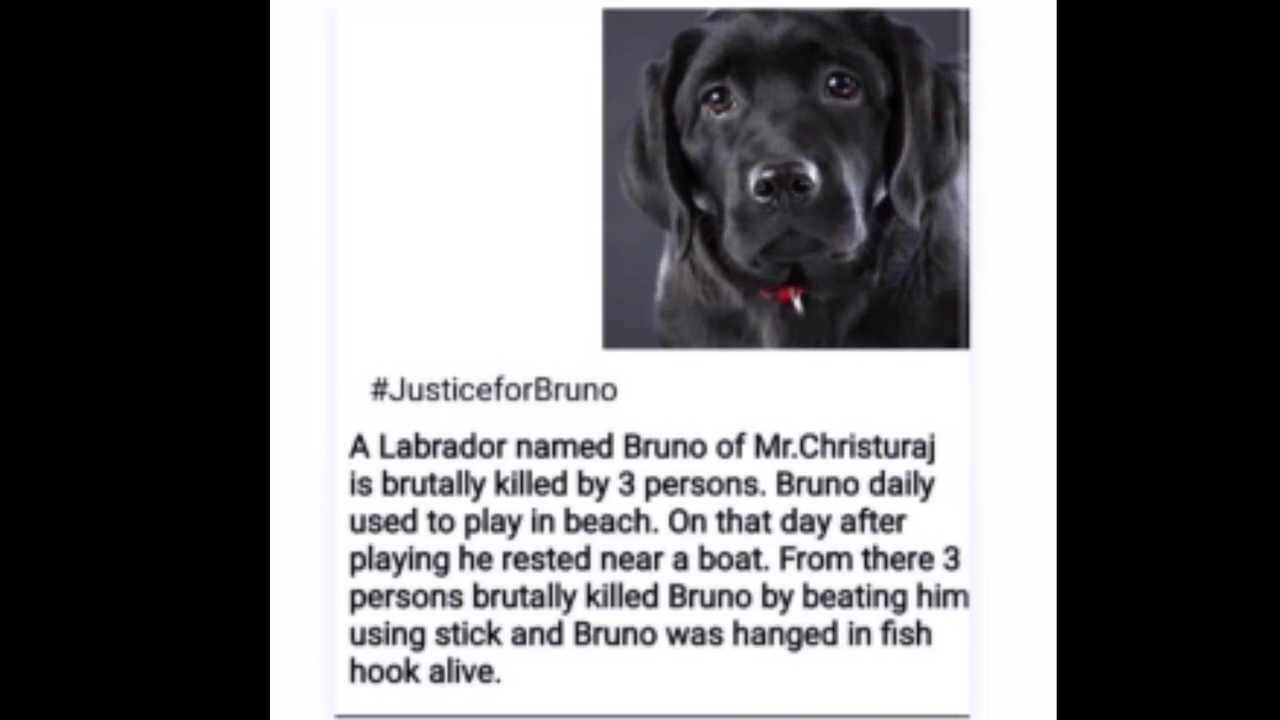 #JusticeforBruno
A Labrador named Bruno of Mr.Christuraj
is brutally killed by 3 persons. Bruno daily
used to play in beach. On that day after
playing he rested near a boat. From there 3
persons brutally killed Bruno by beating him
using stick and Bruno was hanged in fish
hook alive.